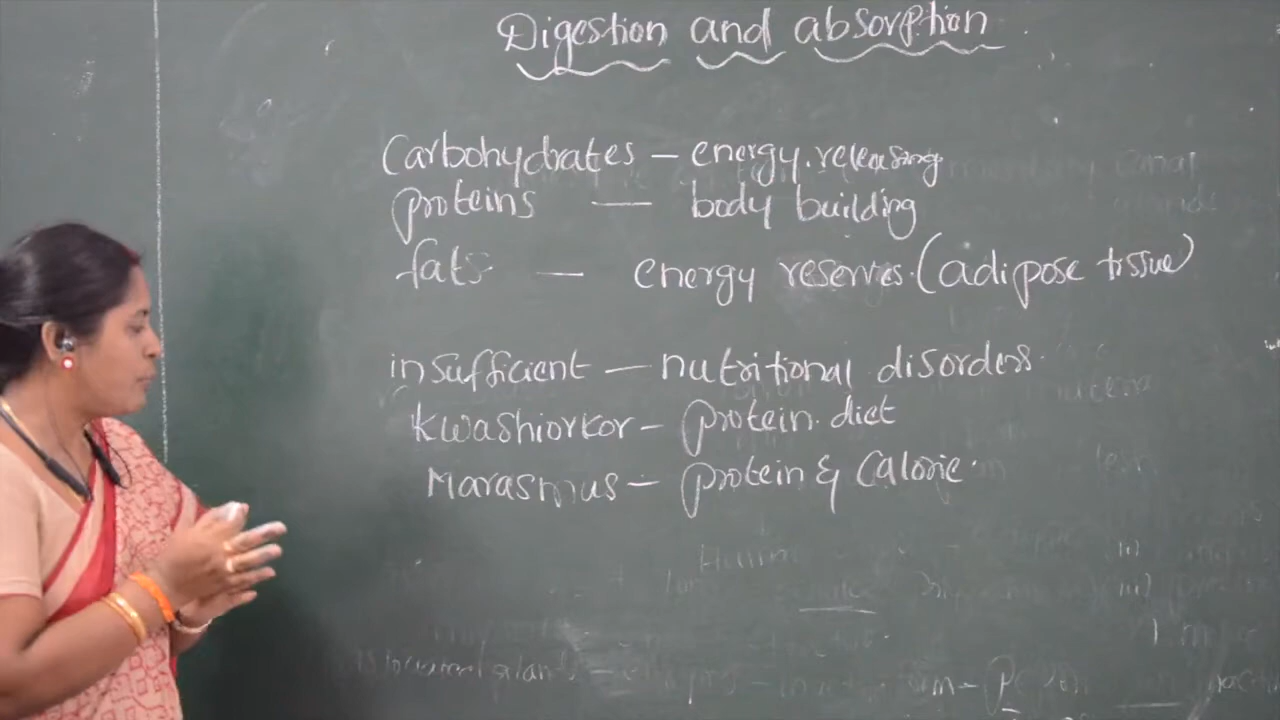 Digestion and absorption
Carbohydrates – energy releasing
proteins — body building
fats — energy reserves (adipose tissue)
insufficient — nutritional disorders
Kwashiorkor – protein diet
Marasmus – protein & Calorie